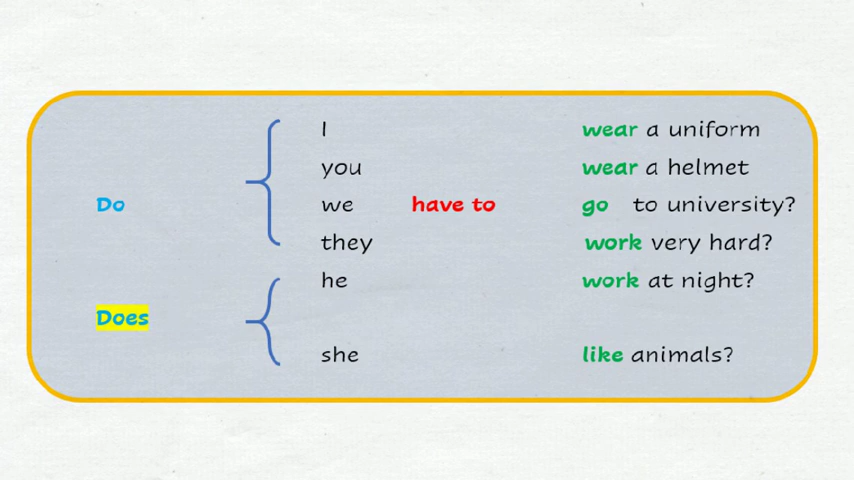 I wear a uniform
you wear a helmet
Do we have to go to university?
they work very hard?
he work at night?
Does
she like animals?